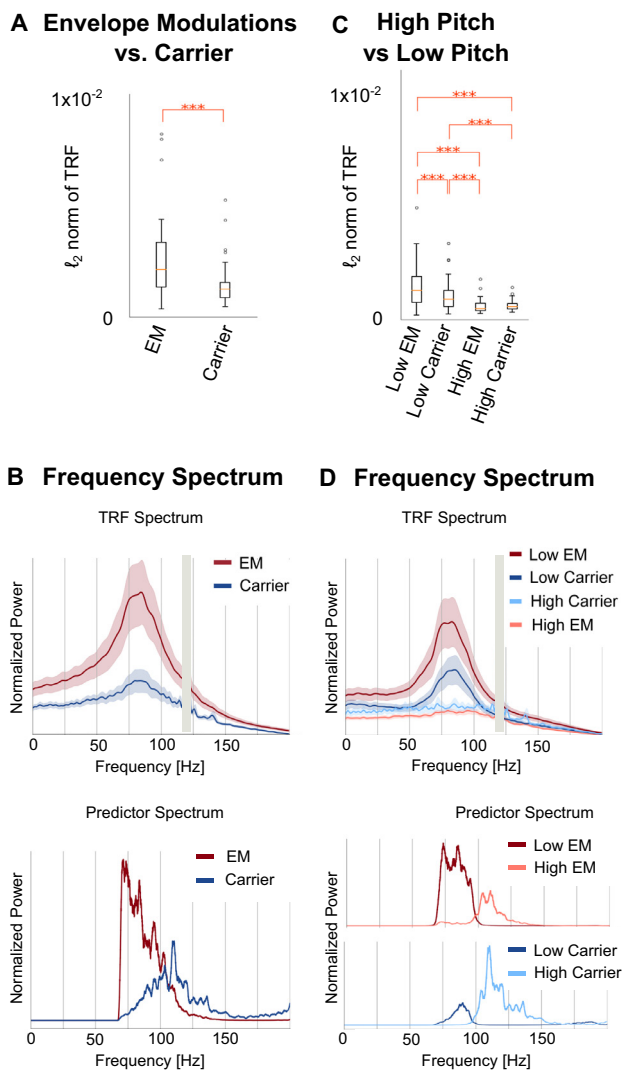 A Envelope Modulations
vs. Carrier
1x10-2
***
ℓ2 norm of TRF
0
EM
Carrier
C High Pitch
vs Low Pitch
1x10-2
***
***
***
*** ***
ℓ2 norm of TRF
0
Low EM
Low Carrier
High EM
High Carrier
B Frequency Spectrum
TRF Spectrum
EM
Carrier
Normalized Power
0 50 100 150
Frequency [Hz]
Predictor Spectrum
EM
Carrier
Normalized Power
0 50 100 150
Frequency [Hz]
D Frequency Spectrum
TRF Spectrum
Low EM
Low Carrier
High Carrier
High EM
Normalized Power
0 50 100 150
Frequency [Hz]
Predictor Spectrum
Low EM
High EM
Low Carrier
High Carrier
Normalized Power
0 50 100 150
Frequency [Hz]